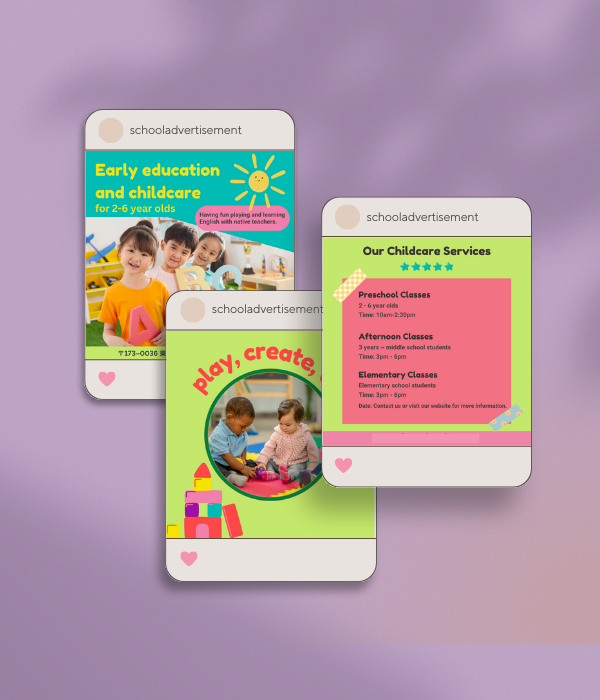 schooladvertisement
Early education
and childcare
for 2-6 year olds
Having fun playing and learning
English with native teachers.
A
B
C
〒173-0036
schooladvertisement
play, create,
schooladvertisement
Our Childcare Services
Preschool Classes
2 - 6 year olds
Time: 10am-2:30pm
Afternoon Classes
3 years ~ middle school students
Time: 3pm - 6pm
Elementary Classes
Elementary school students
Time: 3pm - 6pm
Date: Contact us or visit our website for more information.